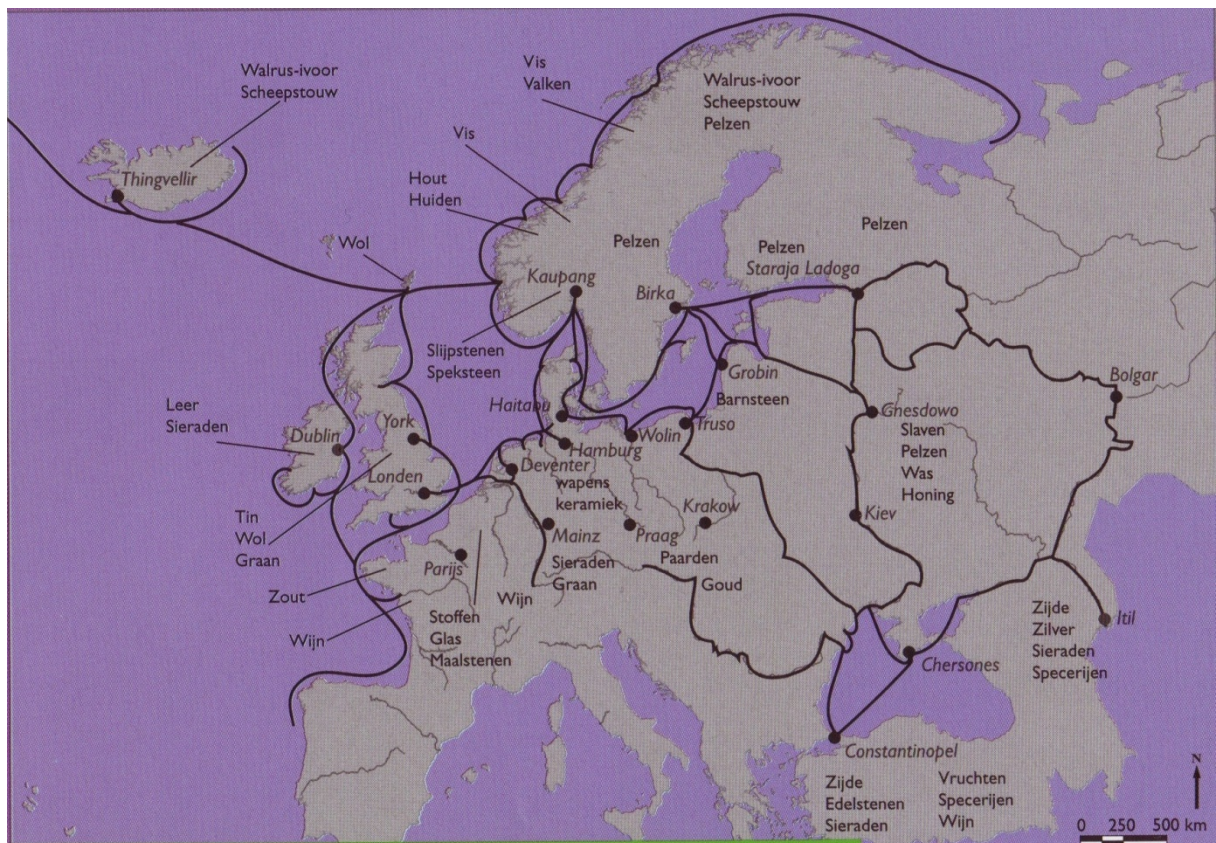 Walrus-ivoor
Scheepstouw
Thingvellir
Vis
Valken
Walrus-ivoor
Scheepstouw
Pelzen
Vis
Hout
Huiden
Wol
Pelzen
Pelzen
Pelzen
Staraja Ladoga
Kaupang
Birka
Slijpstenen
Speksteen
Grobin
Barnsteen
Bolgar
Leer
Sieraden
Dublin
York
Londen
Haitabu
Hamburg
Wolin
Truso
Ghesdowo
Slaven
Pelzen
Was
Honing
Deventer
wapens
keramiek
Tin
Wol
Graan
Mainz
Praag
Krakow
Kiev
Parijs
Sieraden
Graan
Paarden
Goud
Zout
Wijn
Wijn
Stoffen
Glas
Maalstenen
Zijde
Zilver
Sieraden
Specerijen
Itil
Chersones
Constantinopel
Zijde
Edelstenen
Sieraden
Vruchten
Specerijen
Wijn
N
0 250 500 km